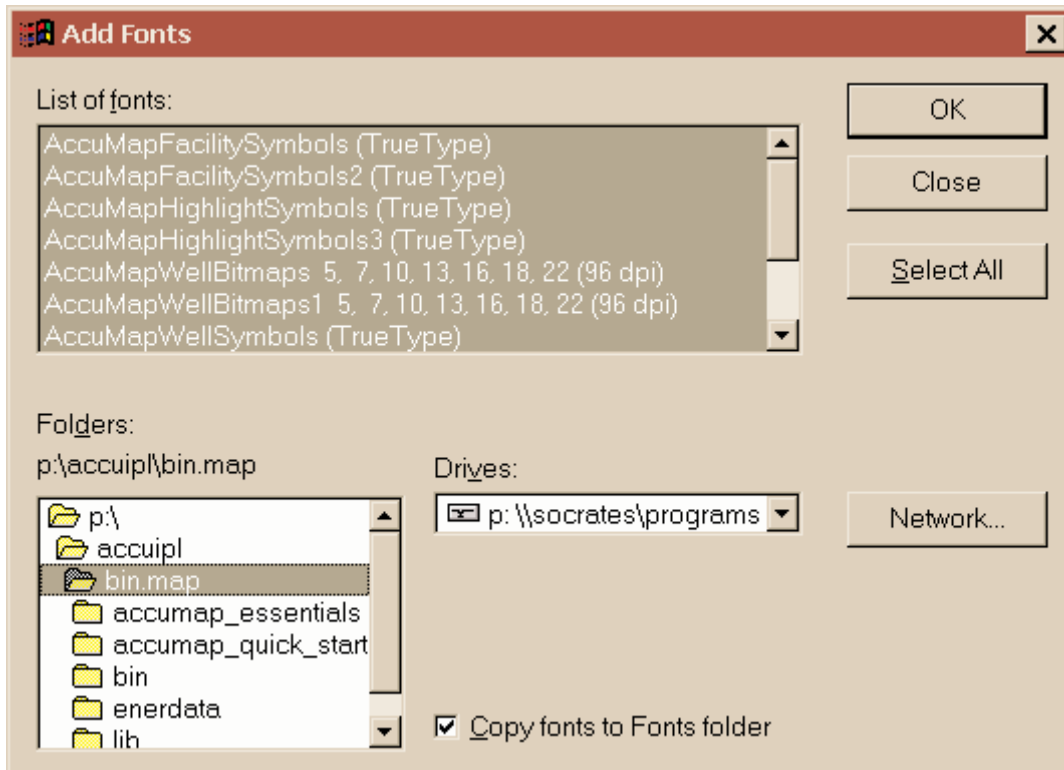 Add Fonts
List of fonts:
AccuMapFacilitySymbols (TrueType)
AccuMapFacilitySymbols2 (TrueType)
AccuMapHighlightSymbols (TrueType)
AccuMapHighlightSymbols3 (TrueType)
AccuMapWellBitmaps 5, 7, 10, 13, 16, 18, 22 (96 dpi)
AccuMapWellBitmaps1 5, 7, 10, 13, 16, 18, 22 (96 dpi)
AccuMapWellSymbols (TrueType)
OK
Close
Select All
Folders:
p:\accuipl\bin.map
p:\
accuipl
bin.map
accumap_essentials
accumap_quick_start
bin
enerdata
lib
Drives:
p: \\socrates\programs
Network...
Copy fonts to Fonts folder